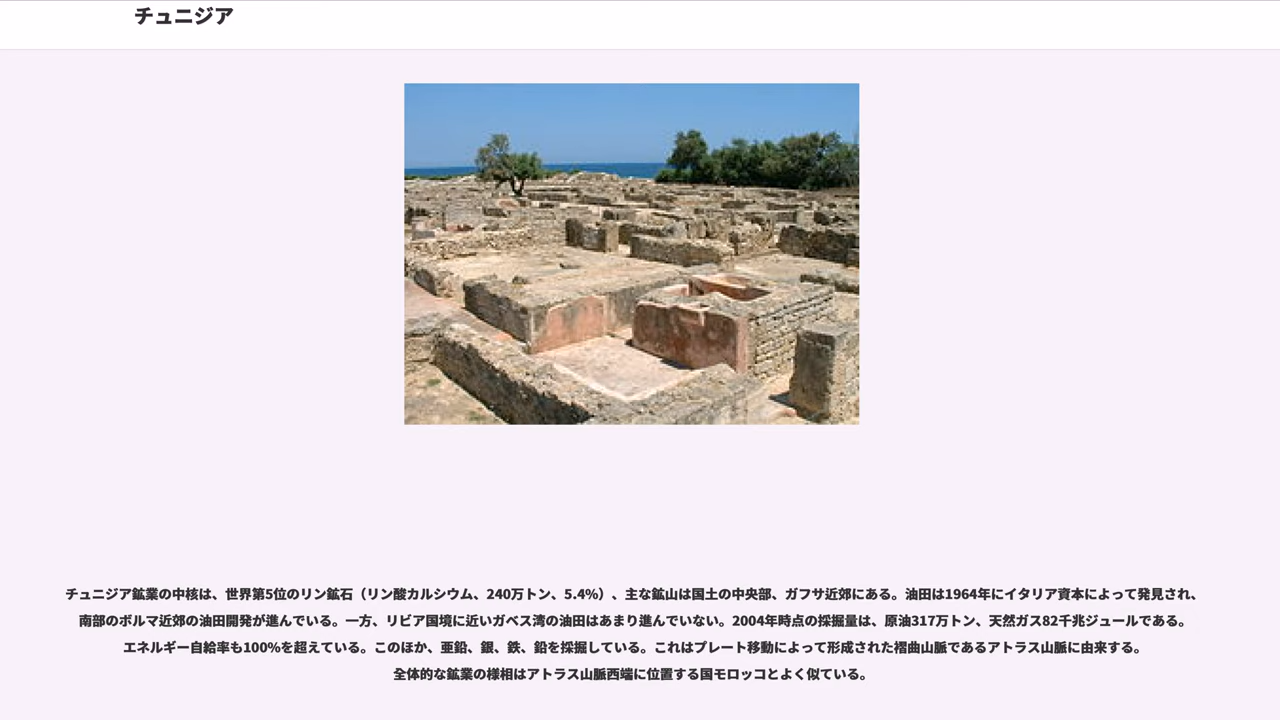 チュニジア
チュニジア鉱業の中核は、世界第5位のリン鉱石（リン酸カルシウム、240万トン、5.4%）、主な鉱山は国土の中央部、ガフサ近郊にある。油田は1964年にイタリア資本によって発見され、
南部のボルマ近郊の油田開発が進んでいる。一方、リビア国境に近いガベス湾の油田はあまり進んでいない。2004年時点の採掘量は、原油317万トン、天然ガス82千兆ジュールである。
エネルギー自給率も100%を超えている。このほか、亜鉛、銀、鉄、鉛を採掘している。これはプレート移動によって形成された褶曲山脈であるアトラス山脈に由来する。
全体的な鉱業の様相はアトラス山脈西端に位置する国モロッコとよく似ている。